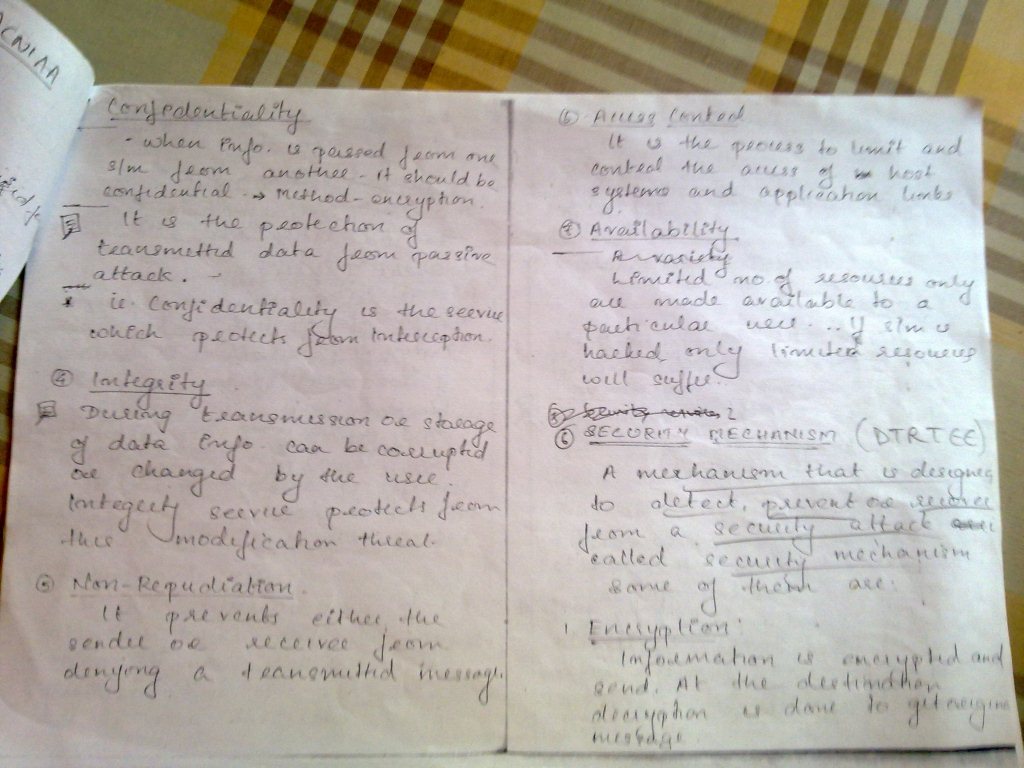 ACNIAA
Confedentiality
- when Info. is passed from one
s/m from another - it should be
confidential → Method - encryption.
It is the protection of
transmitted data from passive
attack. -
* ie. Confidentiality is the service
which protects from Interception.
④ Integrity
During transmission or storage
of data Info. can be corrupted
or changed by the user.
Integrity service protects from
this modification threat.
⑤ Non-Repudiation.
It prevents either the
sender or receiver from
denying a transmitted message.
⑥ Access Control
It is the process to limit and
control the access of host
systems and application links
⑦ Availability
A variety
Limited no. of resources only
are made available to a
particular user... If s/m is
hacked only limited resources
will suffer.
⑧ Security services 2
⑥ SECURITY MECHANISM (DTRTEE)
A mechanism that is designed
to detect, prevent or recover
from a security attack
called security mechanism
some of them are:
1. Encryption:
Information is encrypted and
send. At the destination
decryption is done to get origina
message.